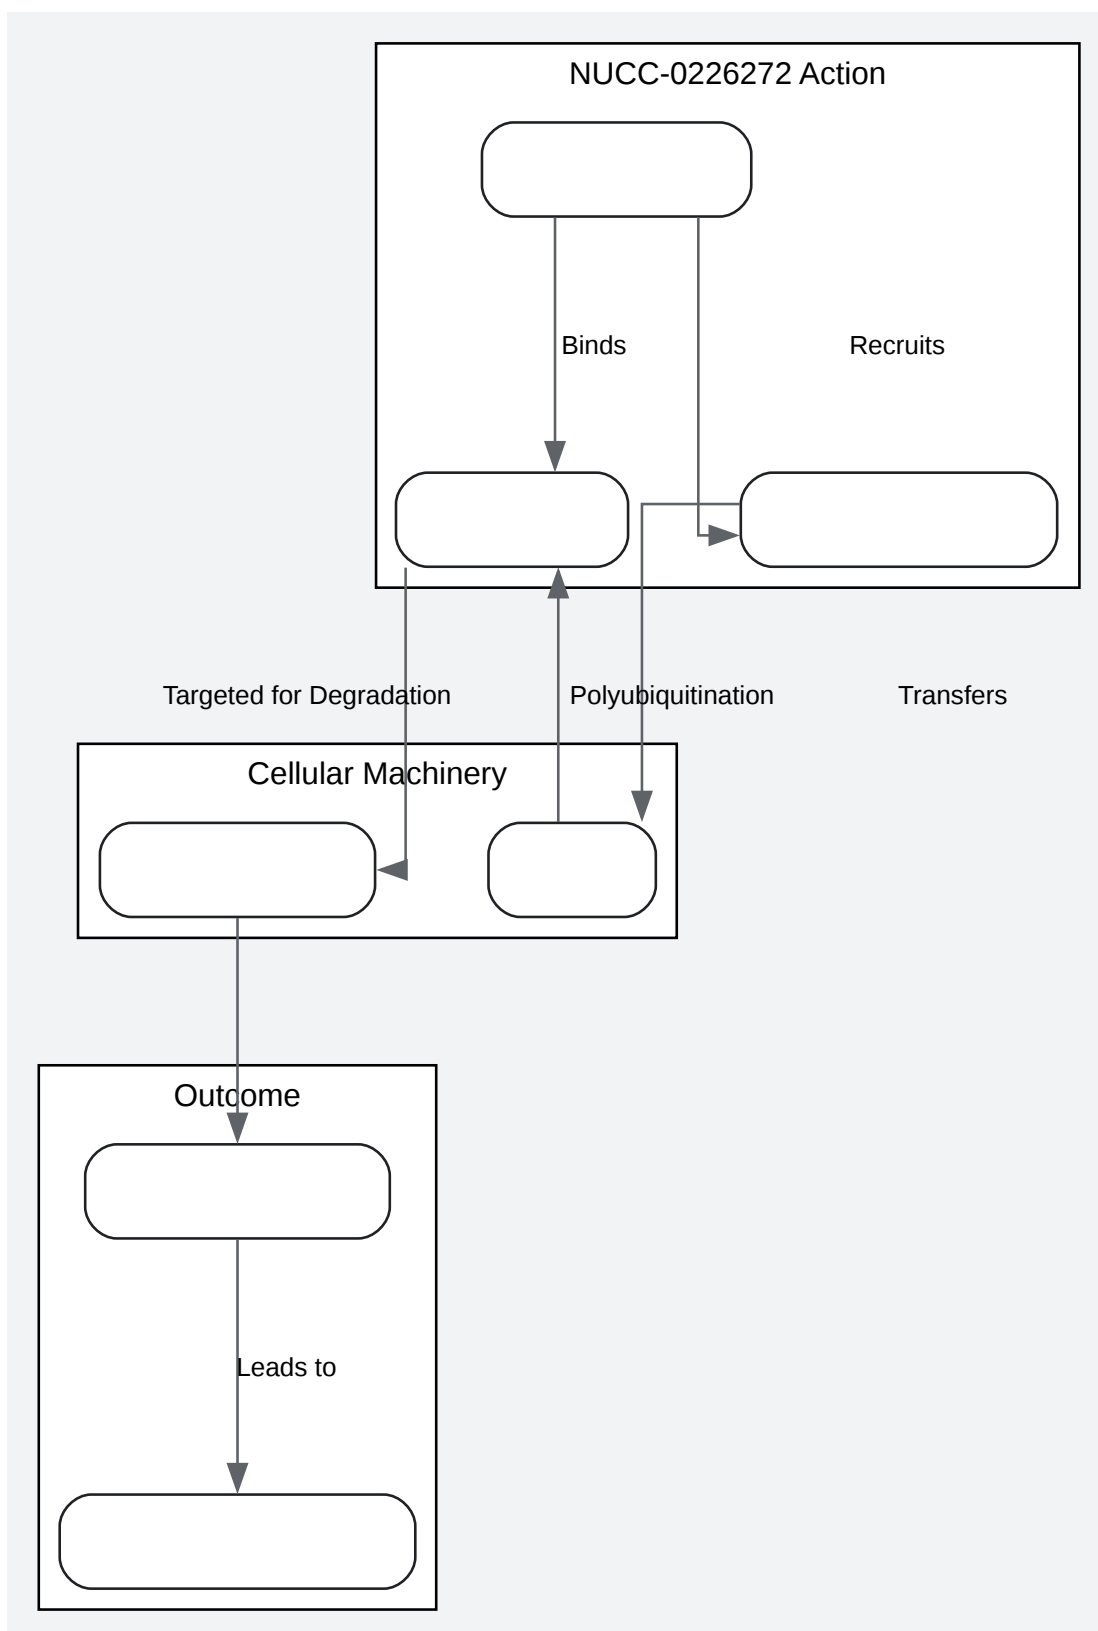 NUCC-0226272 Action
Binds
Recruits
Targeted for Degradation
Polyubiquitination
Transfers
Cellular Machinery
Outcome
Leads to